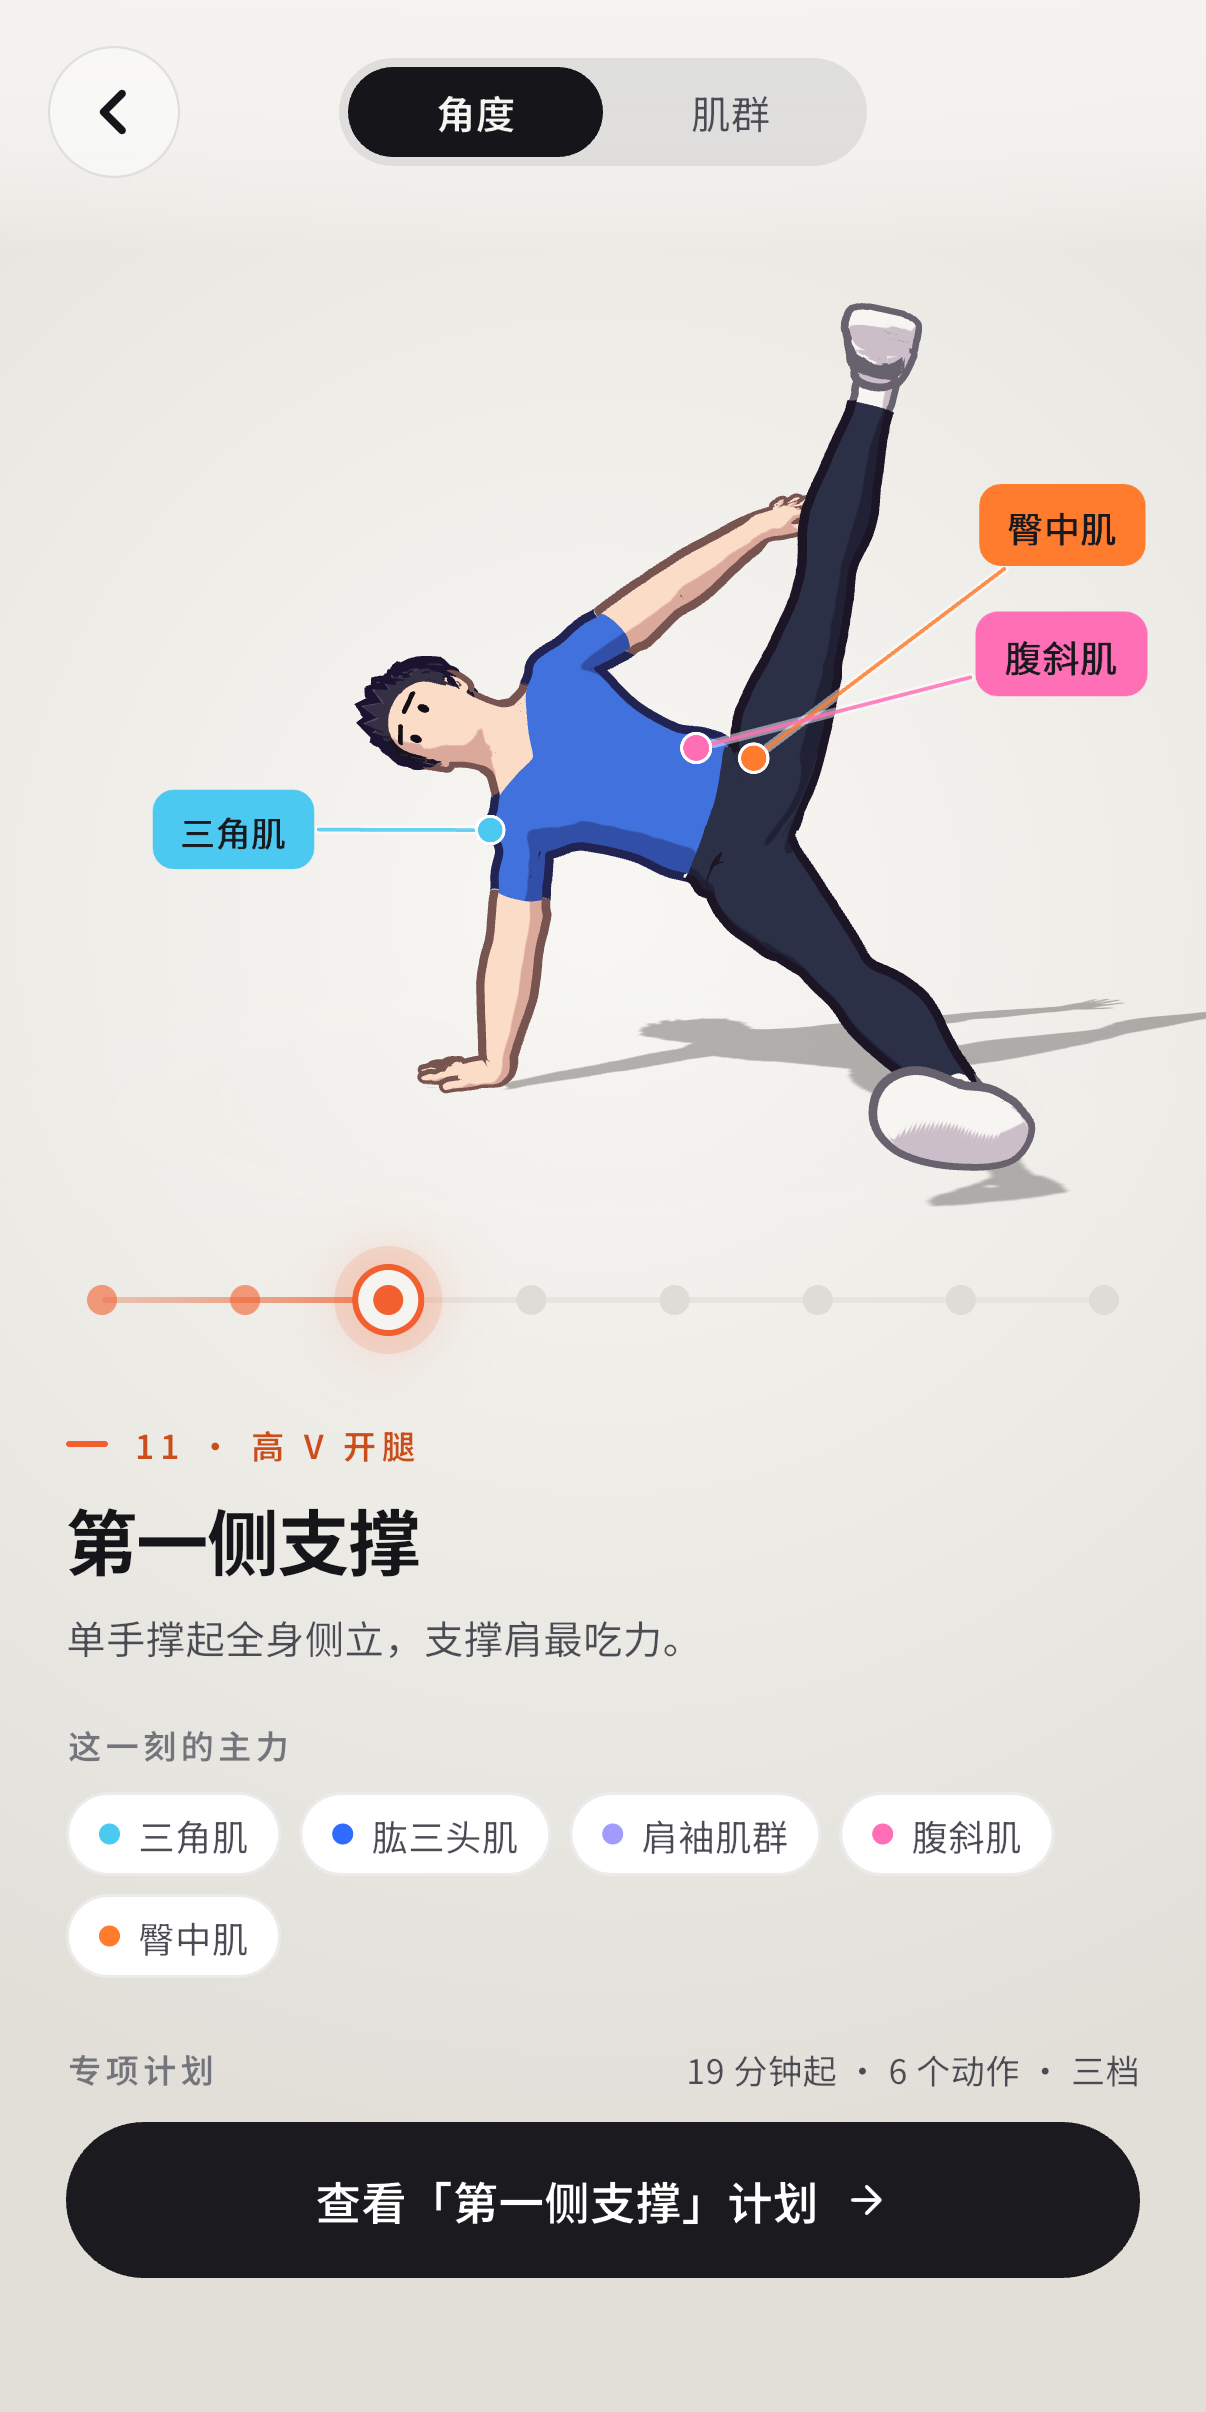 角度
肌群
臀中肌
腹斜肌
三角肌
11 · 高 V 开腿
第一侧支撑
单手撑起全身侧立，支撑肩最吃力。
这一刻的主力
三角肌
肱三头肌
肩袖肌群
腹斜肌
臀中肌
专项计划
19 分钟起 · 6 个动作 · 三档
查看「第一侧支撑」计划 →